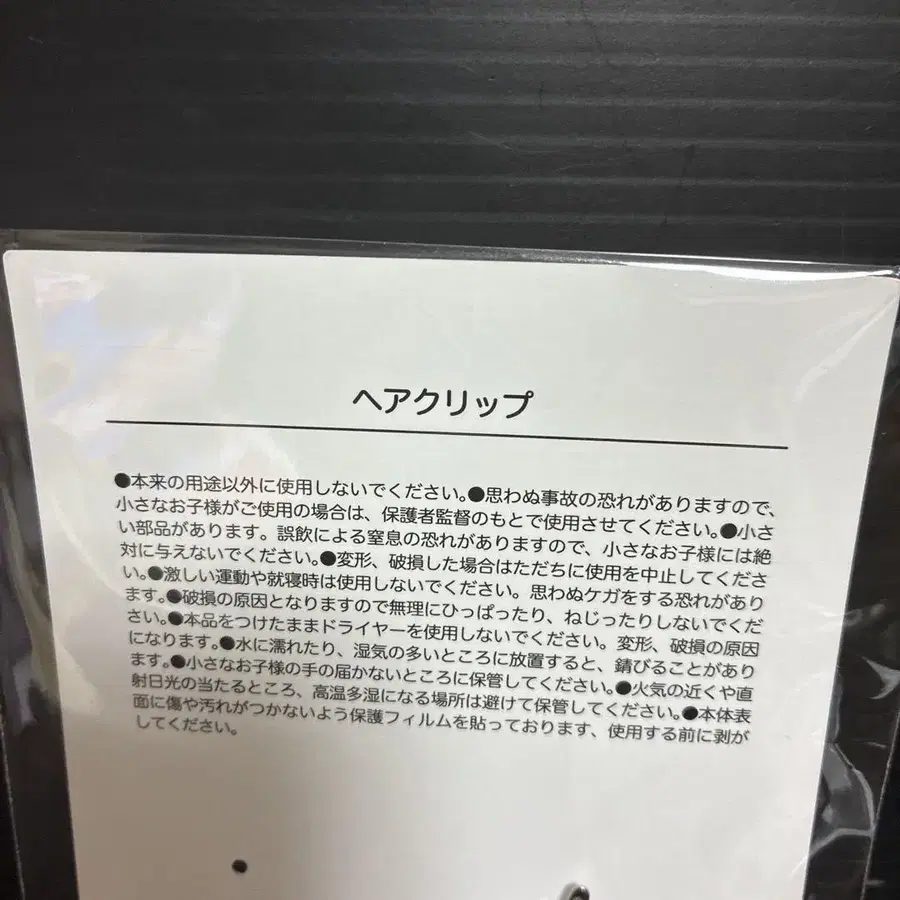 ヘアクリップ
●本来の用途以外に使用しないでください。●思わぬ事故の恐れがありますので、
小さなお子様がご使用の場合は、保護者監督のもとで使用させてください。●小さ
い部品があります。誤飲による窒息の恐れがありますので、小さなお子様には絶
対に与えないでください。●変形、破損した場合はただちに使用を中止してくださ
い。●激しい運動や就寝時は使用しないでください。思わぬケガをする恐れがあり
ます。●破損の原因となりますので無理にひっぱったり、ねじったりしないでくだ
さい。●本品をつけたままドライヤーを使用しないでください。変形、破損の原因
になります。●水に濡れたり、湿気の多いところに放置すると、錆びることがあり
ます。●小さなお子様の手の届かないところに保管してください。●火気の近くや直
射日光の当たるところ、高温多湿になる場所は避けて保管してください。●本体表
面に傷や汚れがつかないよう保護フィルムを貼っております、使用する前に剥が
してください。